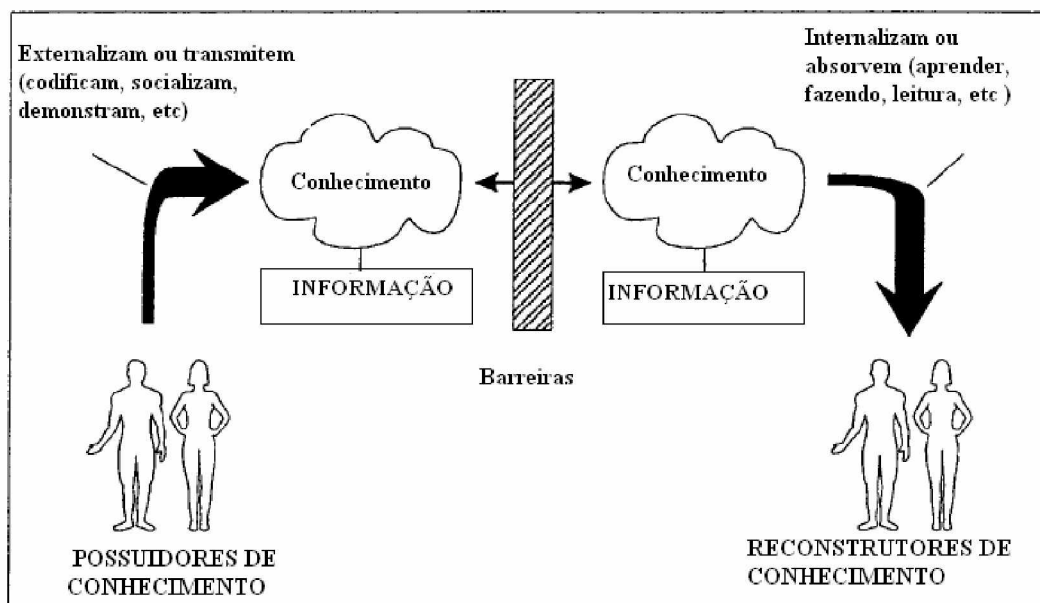 Externalizam ou transmitem
(codificam, socializam,
demonstram, etc)
Internalizam ou
absorvem (aprender,
fazendo, leitura, etc )
Conhecimento
Conhecimento
INFORMAÇÃO
INFORMAÇÃO
Barreiras
POSSUIDORES DE
CONHECIMENTO
RECONSTRUTORES DE
CONHECIMENTO